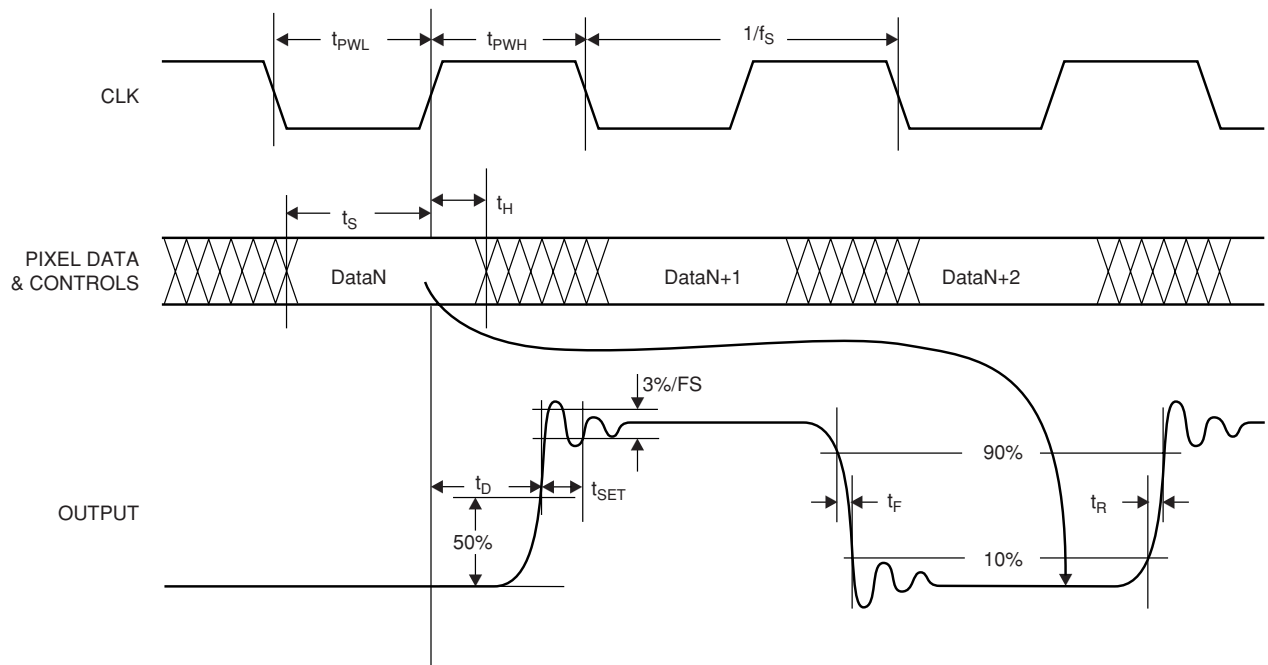 tPWL
tPWH
1/fS
CLK
tS
tH
PIXEL DATA
& CONTROLS
DataN
DataN+1
DataN+2
3%/FS
90%
tD
tSET
tF
tR
OUTPUT
50%
10%